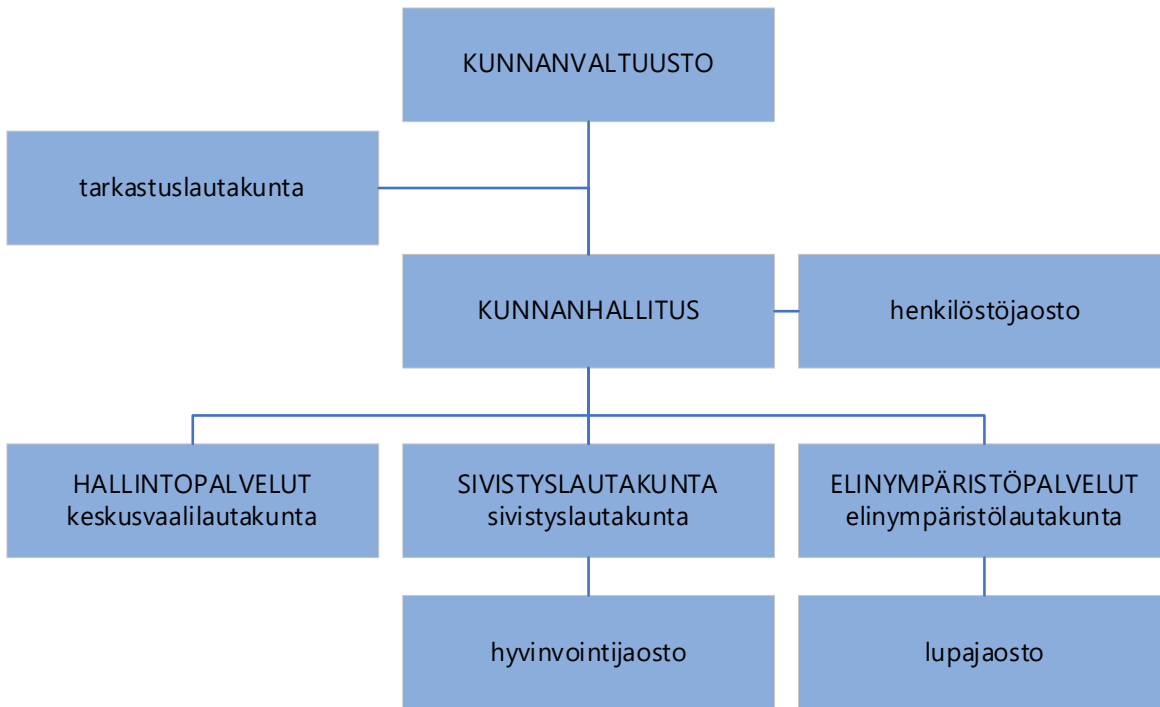 KUNNANVALTUUSTO
tarkastuslautakunta
KUNNANHALLITUS
henkilöstöjaosto
HALLINTOPALVELUT
keskusvaalilautakunta
SIVISTYSLAUTAKUNTA
sivistyslautakunta
ELINYMPÄRISTÖPALVELUT
elinympäristölautakunta
hyvinvointijaosto
lupajaosto